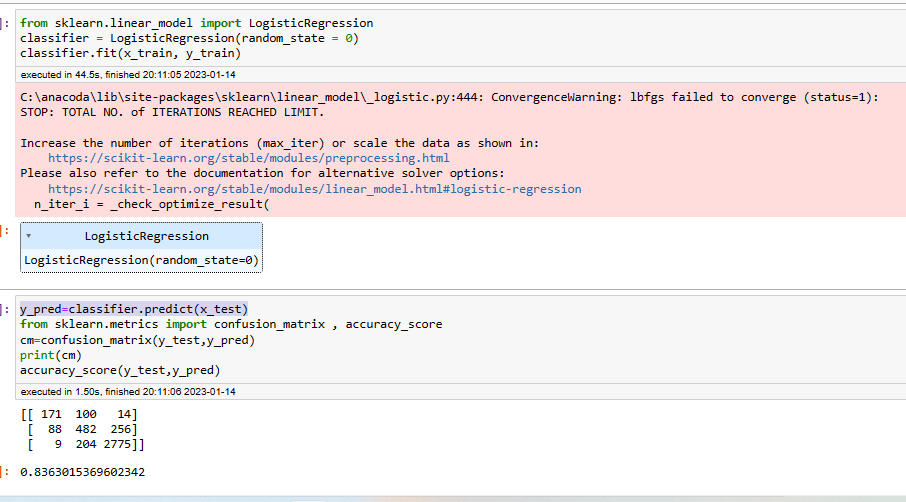 ]: from sklearn.linear_model import LogisticRegression
classifier = LogisticRegression(random_state = 0)
classifier.fit(x_train, y_train)
executed in 44.5s, finished 20:11:05 2023-01-14
C:\anacoda\lib\site-packages\sklearn\linear_model\_logistic.py:444: ConvergenceWarning: lbfgs failed to converge (status=1):
STOP: TOTAL NO. of ITERATIONS REACHED LIMIT.
Increase the number of iterations (max_iter) or scale the data as shown in:
https://scikit-learn.org/stable/modules/preprocessing.html
Please also refer to the documentation for alternative solver options:
https://scikit-learn.org/stable/modules/linear_model.html#logistic-regression
n_iter_i = _check_optimize_result(
]: ▾ LogisticRegression
LogisticRegression(random_state=0)
]: y_pred=classifier.predict(x_test)
from sklearn.metrics import confusion_matrix , accuracy_score
cm=confusion_matrix(y_test,y_pred)
print(cm)
accuracy_score(y_test,y_pred)
executed in 1.50s, finished 20:11:06 2023-01-14
[[ 171 100 14]
[ 88 482 256]
[ 9 204 2775]]
]: 0.8363015369602342